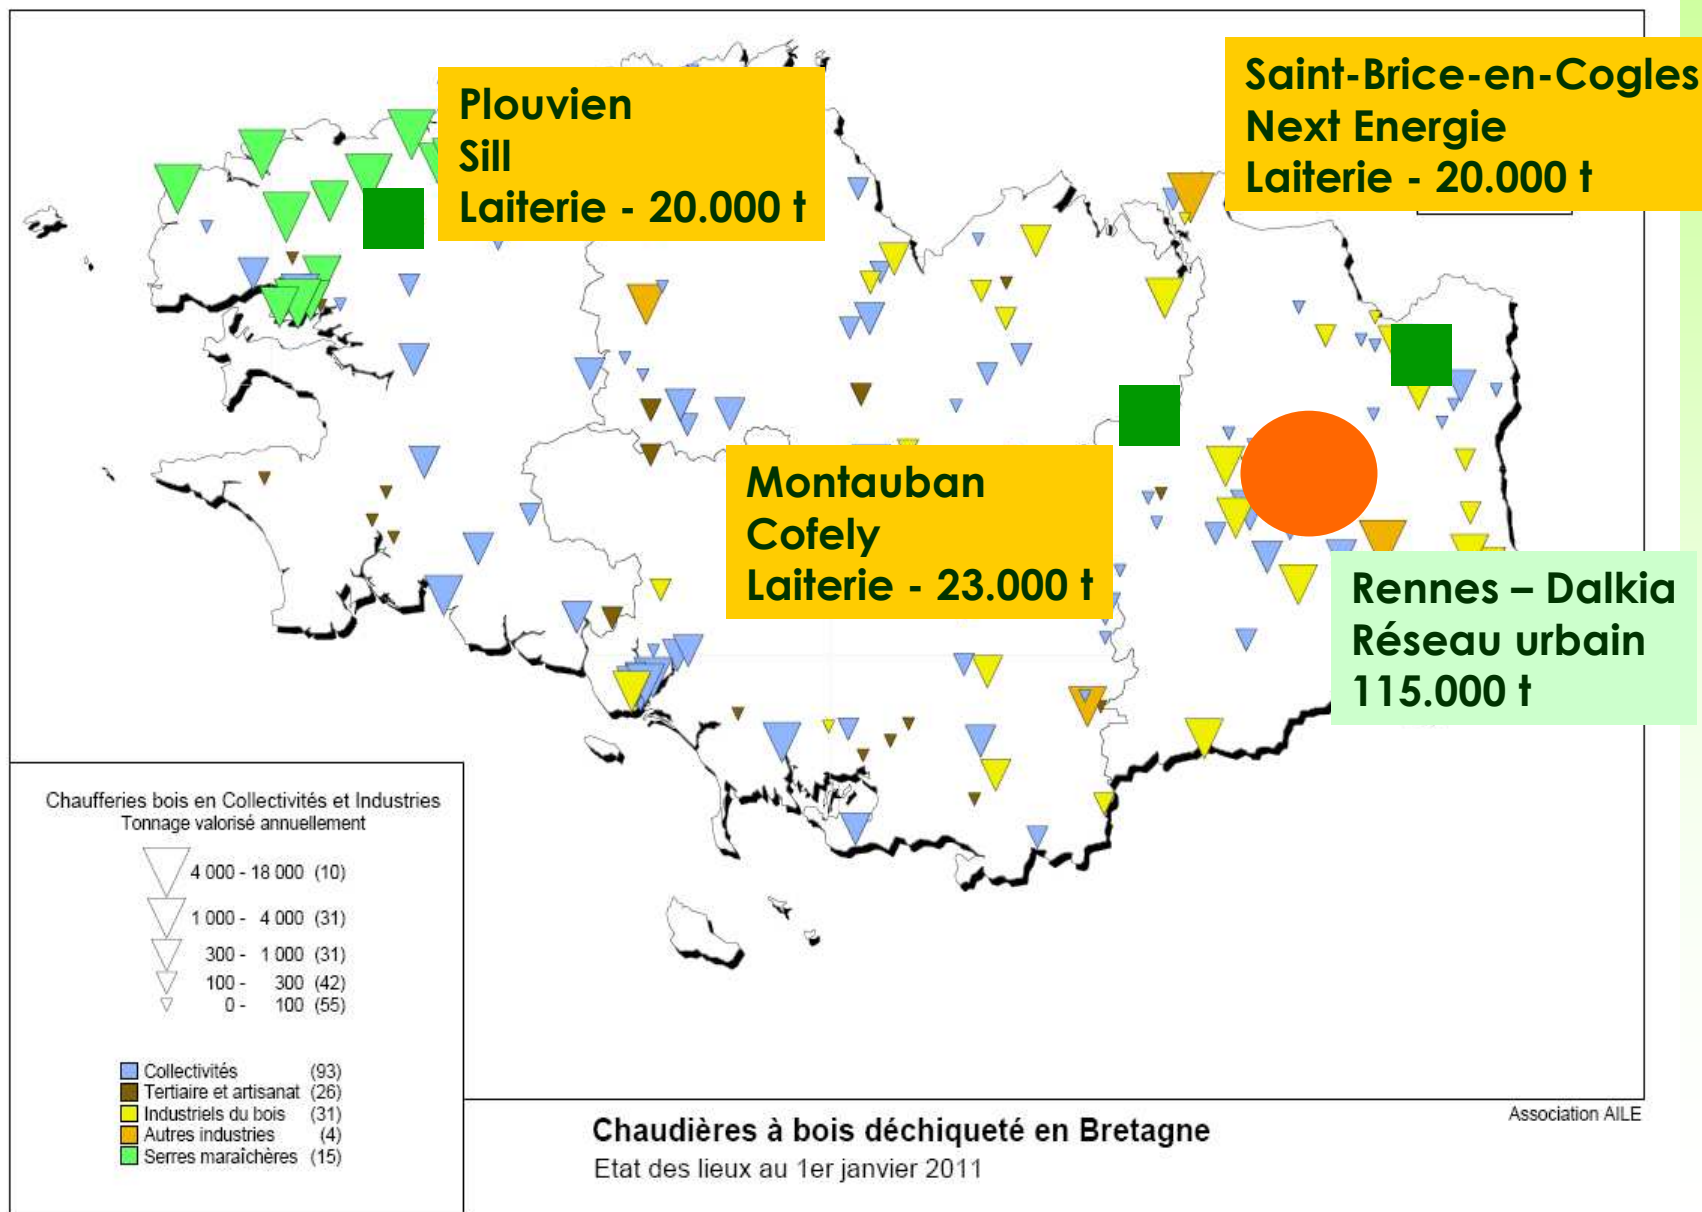 Plouvien
Sill
Laiterie - 20.000 t
Saint-Brice-en-Cogles
Next Energie
Laiterie - 20.000 t
Montauban
Cofely
Laiterie - 23.000 t
Rennes – Dalkia
Réseau urbain
115.000 t
Chaufferies bois en Collectivités et Industries
Tonnage valorisé annuellement
4 000 - 18 000 (10)
1 000 - 4 000 (31)
300 - 1 000 (31)
100 - 300 (42)
0 - 100 (55)
Collectivités (93)
Tertiaire et artisanat (26)
Industriels du bois (31)
Autres industries (4)
Serres maraîchères (15)
Association AILE
Chaudières à bois déchiqueté en Bretagne
Etat des lieux au 1er janvier 2011